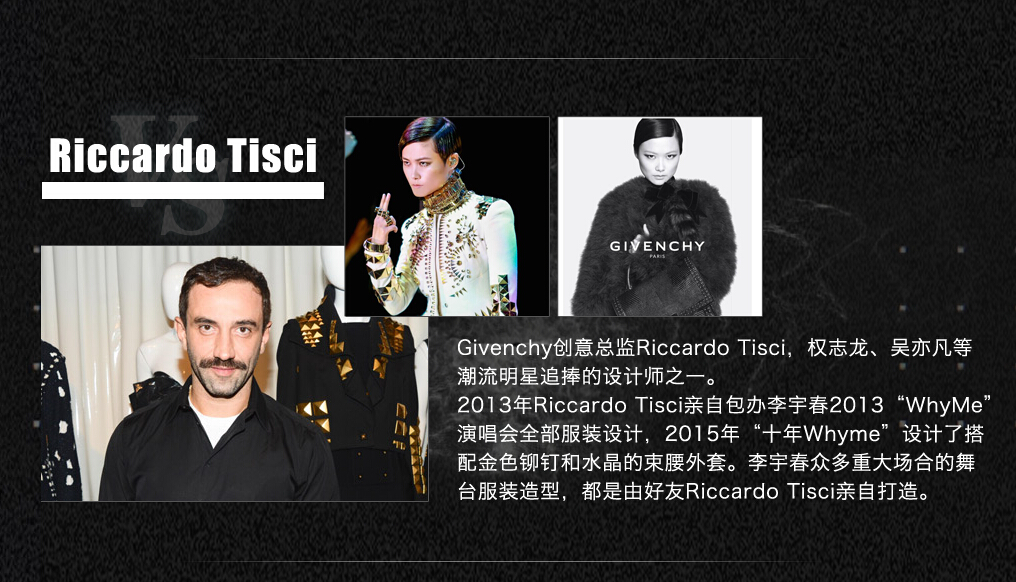 VS
Riccardo Tisci
GIVENCHY
PARIS
Givenchy创意总监Riccardo Tisci，权志龙、吴亦凡等
潮流明星追捧的设计师之一。
2013年Riccardo Tisci亲自包办李宇春2013“WhyMe”
演唱会全部服装设计，2015年“十年Whyme”设计了搭
配金色铆钉和水晶的束腰外套。李宇春众多重大场合的舞
台服装造型，都是由好友Riccardo Tisci亲自打造。